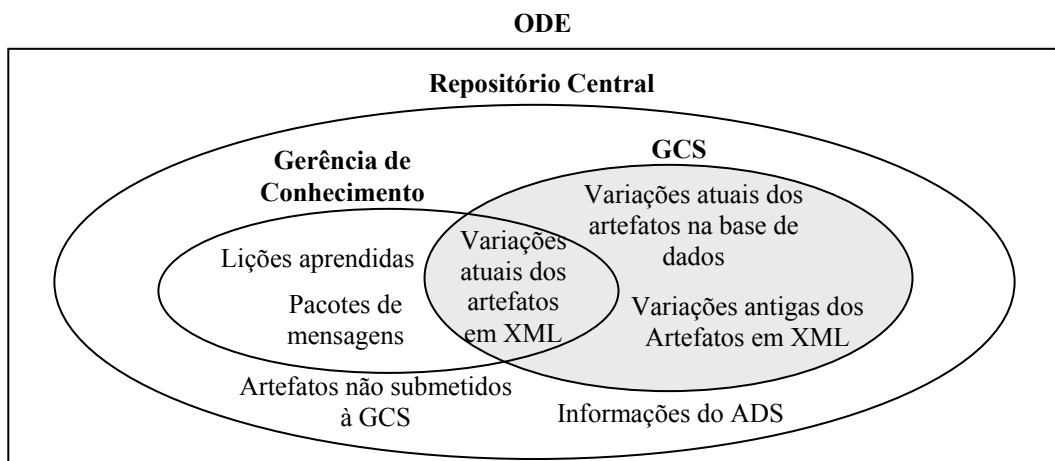 ODE
Repositório Central
Gerência de
Conhecimento
GCS
Lições aprendidas
Pacotes de
mensagens
Variações
atuais dos
artefatos
em XML
Variações atuais dos
artefatos na base de
dados
Variações antigas dos
Artefatos em XML
Artefatos não submetidos
à GCS
Informações do ADS